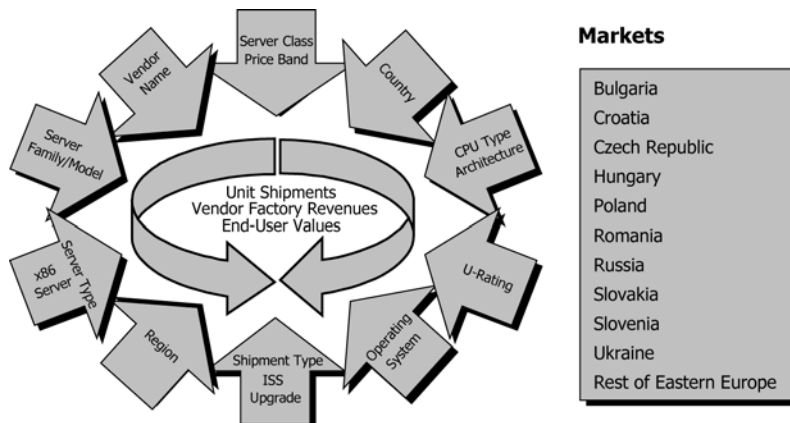 Server Class
Price Band
Country
CPU Type
Architecture
U-Rating
Operating
System
Shipment Type
ISS
Upgrade
Region
x86
Server
Server Type
Server
Family/Model
Vendor
Name
Unit Shipments
Vendor Factory Revenues
End-User Values
Markets
Bulgaria
Croatia
Czech Republic
Hungary
Poland
Romania
Russia
Slovakia
Slovenia
Ukraine
Rest of Eastern Europe